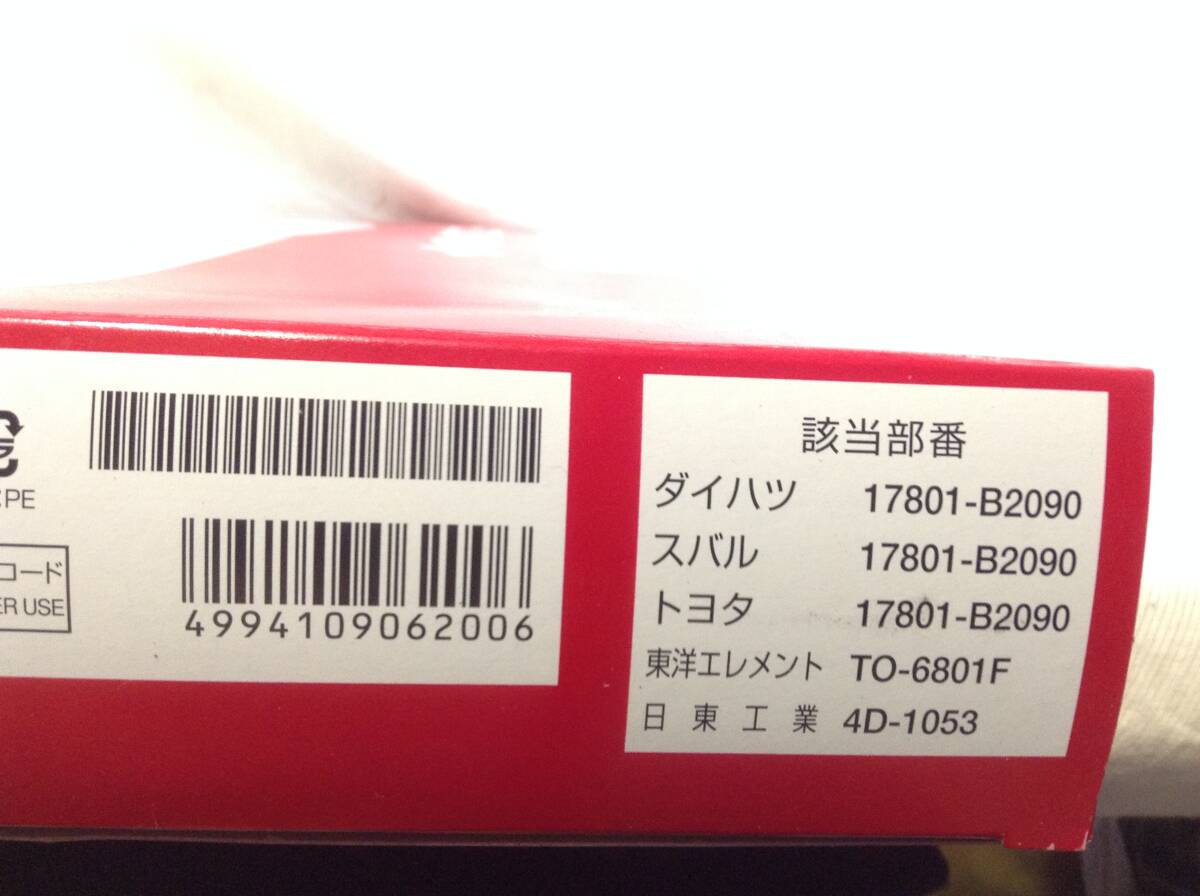 PE
コード
ER USE
4994109062006
該当部番
ダイハツ 17801-B2090
スバル 17801-B2090
トヨタ 17801-B2090
東洋エレメント TO-6801F
日東工業 4D-1053